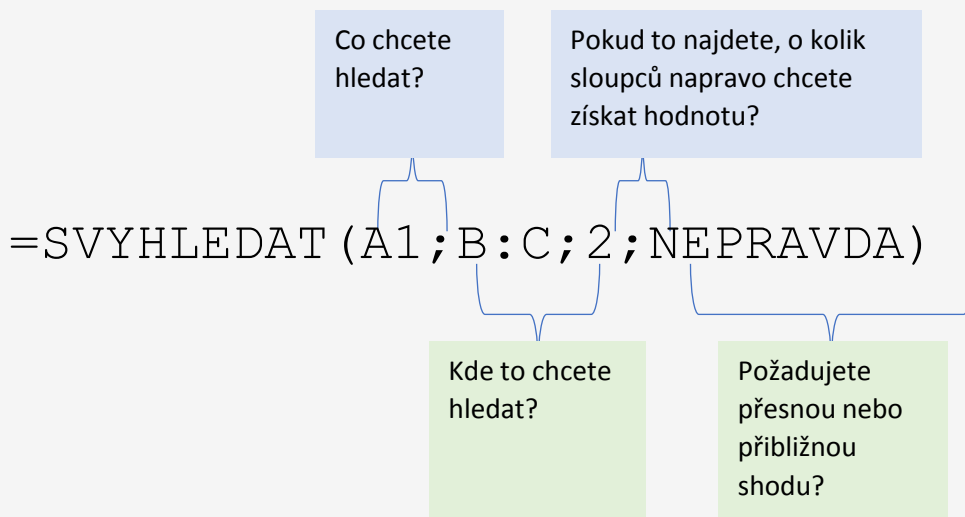 Co chcete
hledat?
Pokud to najdete, o kolik
sloupců napravo chcete
získat hodnotu?
=SVYHLEDAT(A1;B:C;2;NEPRAVDA)
Kde to chcete
hledat?
Požadujete
přesnou nebo
přibližnou
shodu?